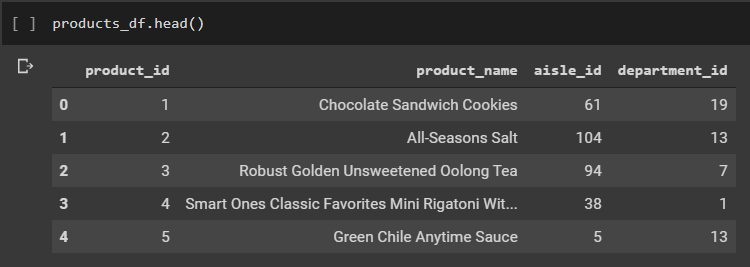 [ ] products_df.head()
product_id product_name aisle_id department_id
0 1 Chocolate Sandwich Cookies 61 19
1 2 All-Seasons Salt 104 13
2 3 Robust Golden Unsweetened Oolong Tea 94 7
3 4 Smart Ones Classic Favorites Mini Rigatoni Wit... 38 1
4 5 Green Chile Anytime Sauce 5 13